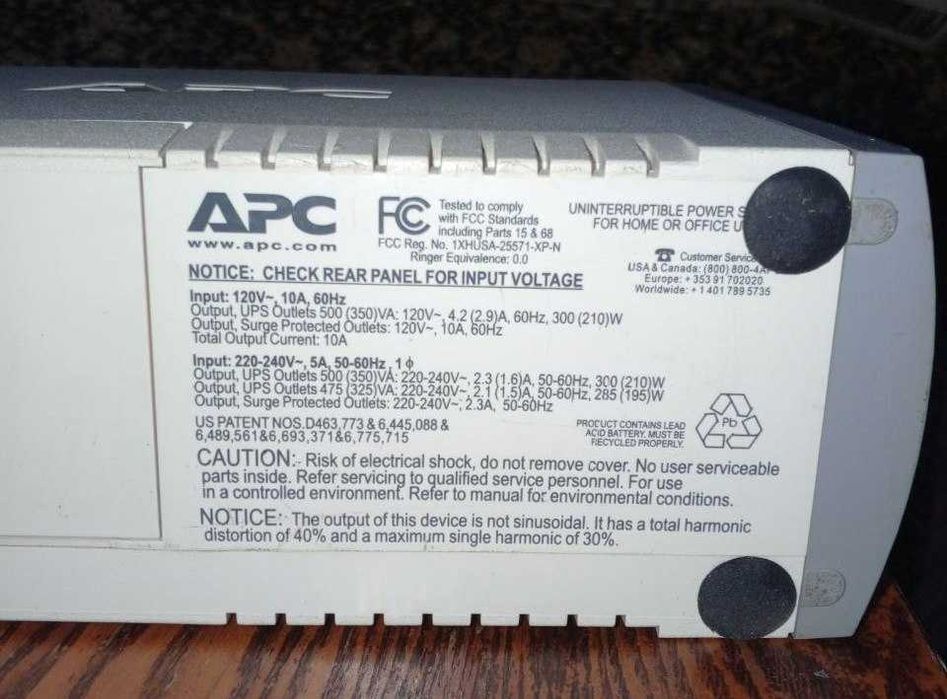 APC
APC
www.apc.com
FC
Tested to comply
with FCC Standards
including Parts 15 & 68
FCC Reg. No. 1XHUSA-25571-XP-N
Ringer Equivalence: 0.0
UNINTERRUPTIBLE POWER
FOR HOME OR OFFICE
Customer Service
USA & Canada: (800) 800-4A
Europe: + 353 91 702020
Worldwide: + 1 401 789 5735
NOTICE: CHECK REAR PANEL FOR INPUT VOLTAGE
Input: 120V~, 10A, 60Hz
Output, UPS Outlets 500 (350)VA: 120V~, 4.2 (2.9)A, 60Hz, 300 (210)W
Output, Surge Protected Outlets: 120V~, 10A, 60Hz
Total Output Current: 10A
Input: 220-240V~, 5A, 50-60Hz , 1 ϕ
Output, UPS Outlets 500 (350)VA: 220-240V~, 2.3 (1.6)A, 50-60Hz, 300 (210)W
Output, UPS Outlets 475 (325)VA: 220-240V~, 2.1 (1.5)A, 50-60Hz, 285 (195)W
Output, Surge Protected Outlets: 220-240V~, 2.3A, 50-60Hz
US PATENT NOS.D463,773 & 6,445,088 &
6,489,561&6,693,371&6,775,715
PRODUCT CONTAINS LEAD
ACID BATTERY. MUST BE
RECYCLED PROPERLY.
Pb
CAUTION:- Risk of electrical shock, do not remove cover. No user serviceable
parts inside. Refer servicing to qualified service personnel. For use
in a controlled environment. Refer to manual for environmental conditions.
NOTICE:- The output of this device is not sinusoidal. It has a total harmonic
distortion of 40% and a maximum single harmonic of 30%.